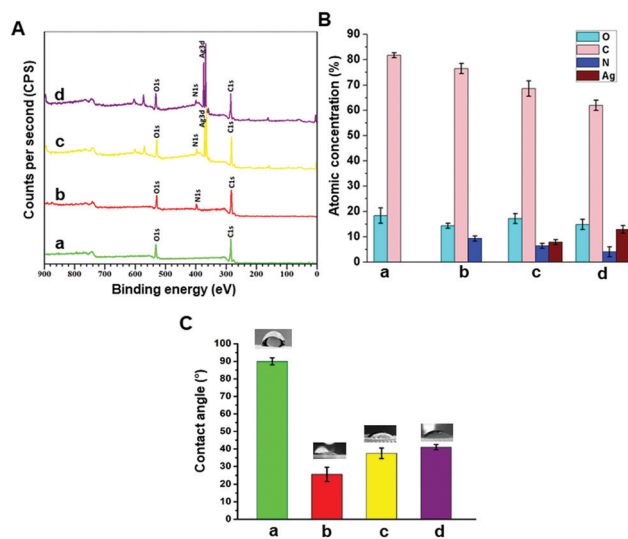 A
Counts per second (CPS)
d
O1s
N1s
Ag3d
C1s
c
O1s
N1s
Ag3d
C1s
b
O1s
N1s
C1s
a
O1s
C1s
900 800 700 600 500 400 300 200 100 0
Binding energy (eV)
B
Atomic concentration (%)
90
80
70
60
50
40
30
20
10
0
O
C
N
Ag
a b c d
C
Contact angle (°)
100
90
80
70
60
50
40
30
20
10
0
a b c d